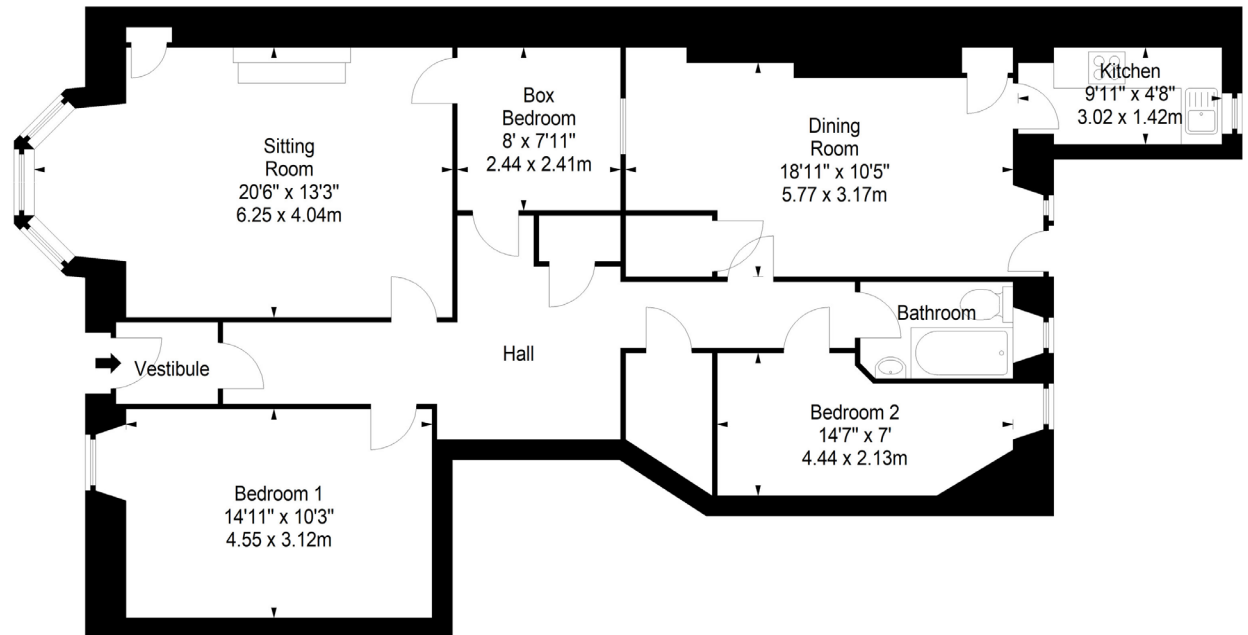 Sitting
Room
20'6" x 13'3"
6.25 x 4.04m
Box
Bedroom
8' x 7'11"
2.44 x 2.41m
Dining
Room
18'11" x 10'5"
5.77 x 3.17m
Kitchen
9'11" x 4'8"
3.02 x 1.42m
Vestibule
Hall
Bathroom
Bedroom 1
14'11" x 10'3"
4.55 x 3.12m
Bedroom 2
14'7" x 7'
4.44 x 2.13m